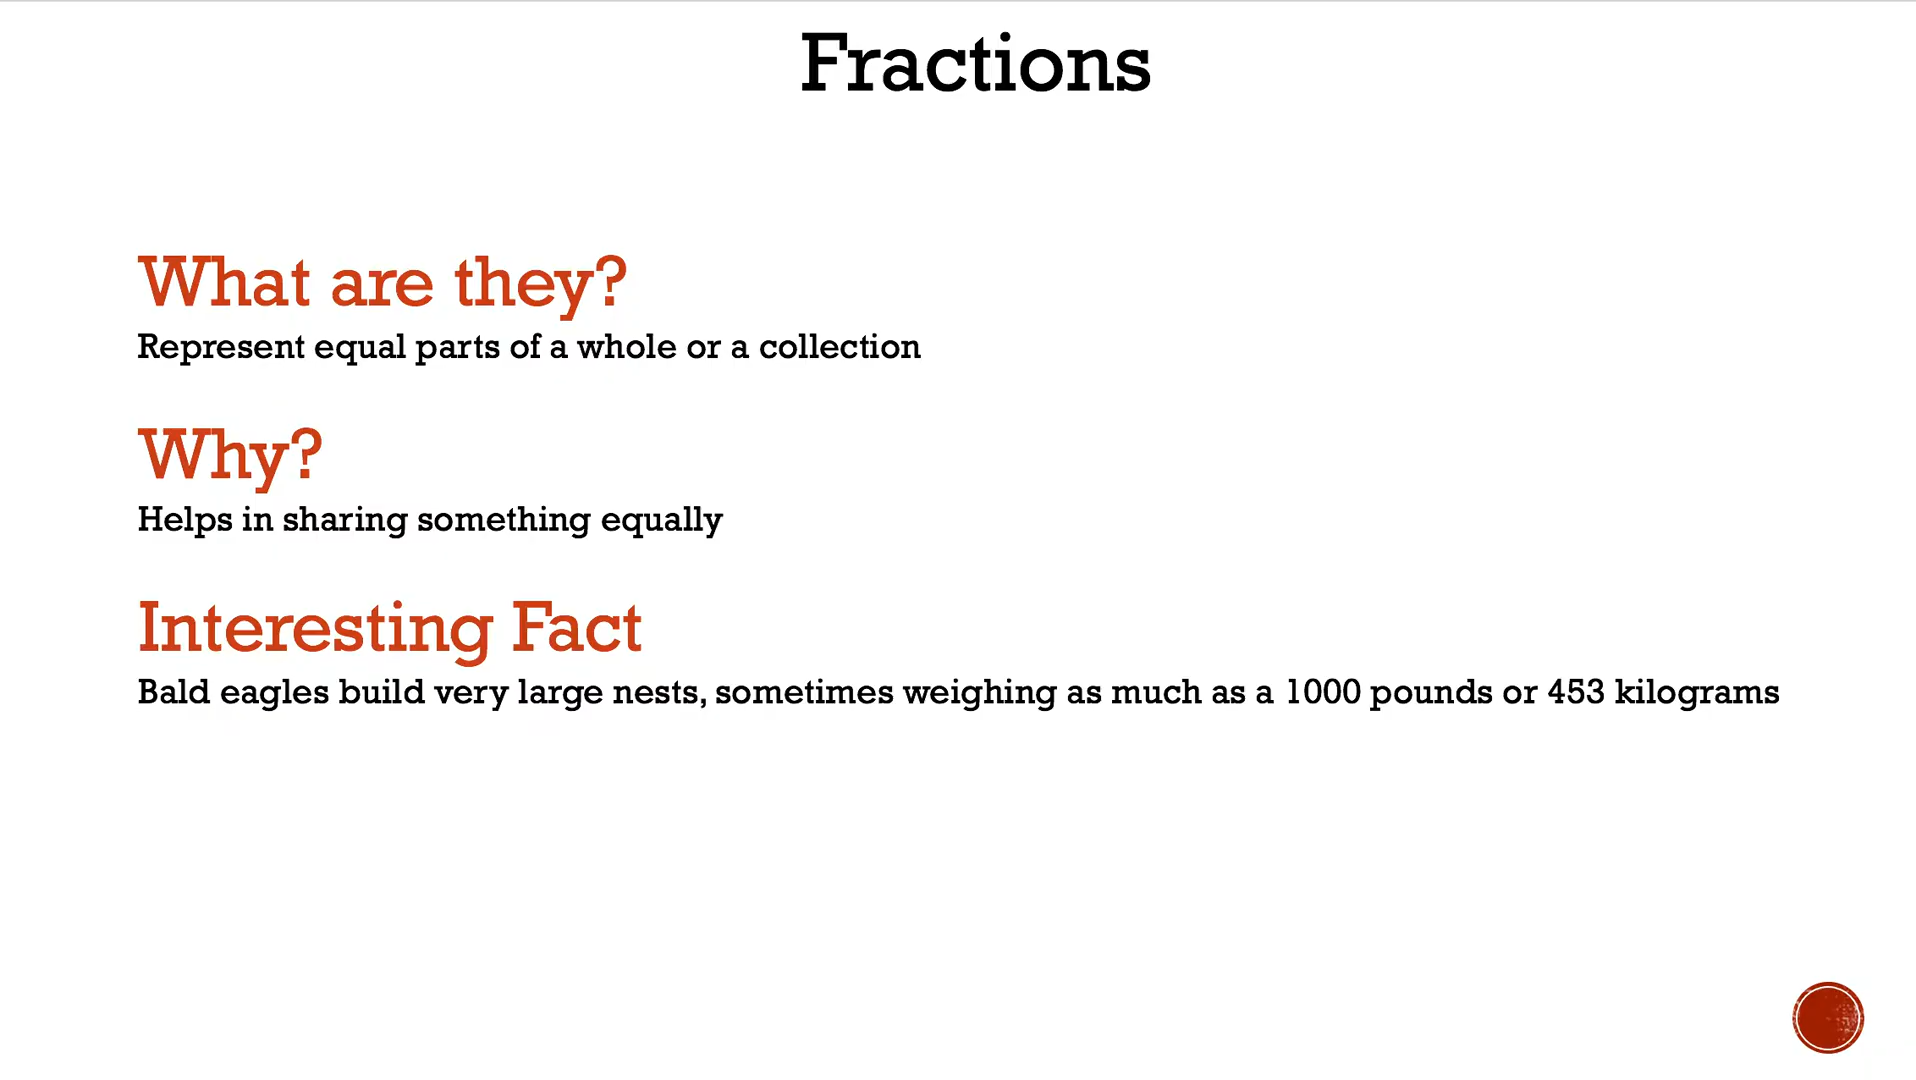 Fractions
What are they?
Represent equal parts of a whole or a collection
Why?
Helps in sharing something equally
Interesting Fact
Bald eagles build very large nests, sometimes weighing as much as a 1000 pounds or 453 kilograms